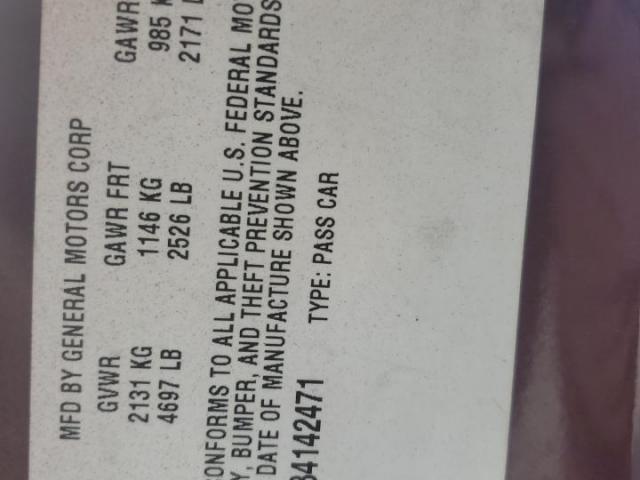 MFD BY GENERAL MOTORS CORP
GVWR GAWR FRT GAWR
2131 KG 1146 KG 985 K
4697 LB 2526 LB 2171 L
CONFORMS TO ALL APPLICABLE U.S. FEDERAL MO
Y, BUMPER, AND THEFT PREVENTION STANDARDS
DATE OF MANUFACTURE SHOWN ABOVE.
84142471 TYPE: PASS CAR